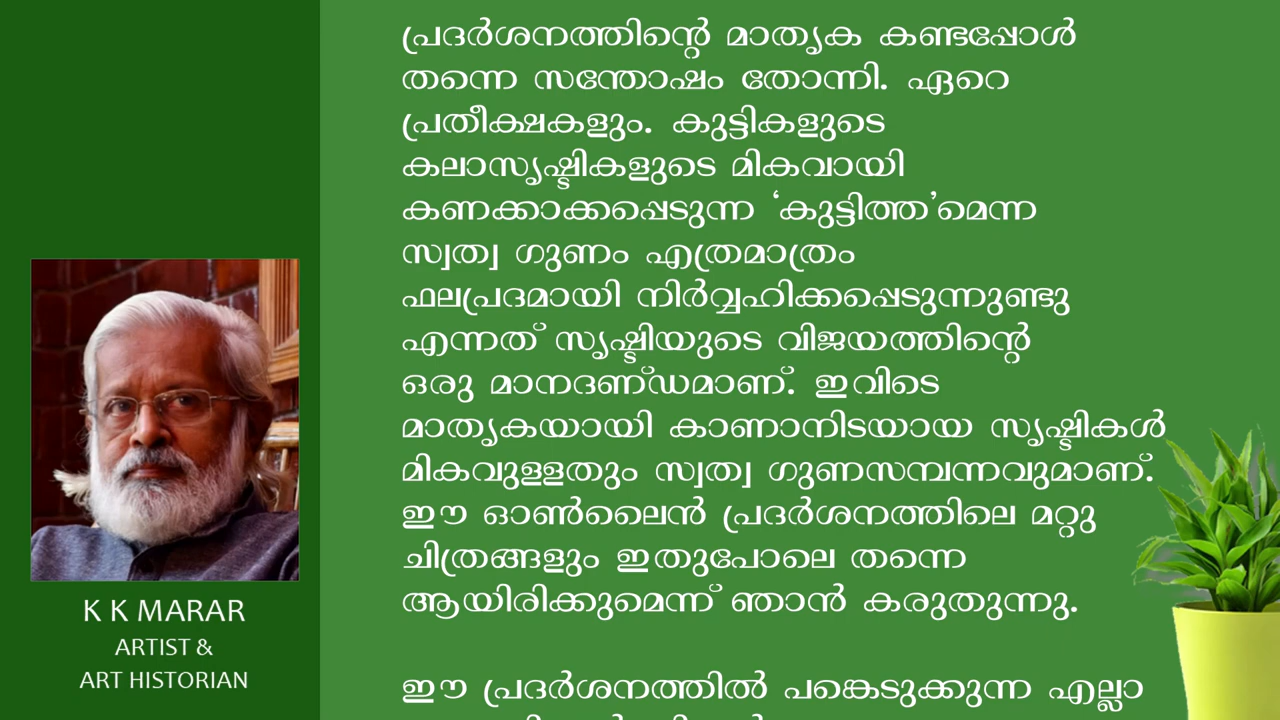 പ്രദർശനത്തിന്റെ മാതൃക കണ്ടപ്പോൾ
തന്നെ സന്തോഷം തോന്നി. ഏറെ
പ്രതീക്ഷകളും. കുട്ടികളുടെ
കലാസൃഷ്ടികളുടെ മികവായി
കണക്കാക്കപ്പെടുന്ന ‘കുട്ടിത്ത’മെന്ന
സ്വത്വ ഗുണം എത്രമാത്രം
ഫലപ്രദമായി നിർവ്വഹിക്കപ്പെടുന്നുണ്ടു
എന്നത് സൃഷ്ടിയുടെ വിജയത്തിന്റെ
ഒരു മാനദണ്ഡമാണ്. ഇവിടെ
മാതൃകയായി കാണാനിടയായ സൃഷ്ടികൾ
മികവുള്ളതും സ്വത്വ ഗുണസമ്പന്നവുമാണ്.
ഈ ഓൺലൈൻ പ്രദർശനത്തിലെ മറ്റു
ചിത്രങ്ങളും ഇതുപോലെ തന്നെ
ആയിരിക്കുമെന്ന് ഞാൻ കരുതുന്നു.
ഈ പ്രദർശനത്തിൽ പങ്കെടുക്കുന്ന എല്ലാ
K K MARAR
ARTIST &
ART HISTORIAN